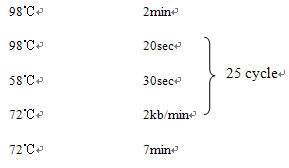 98℃ 2min
98℃ 20sec
58℃ 30sec
25 cycle
72℃ 2kb/min
72℃ 7min